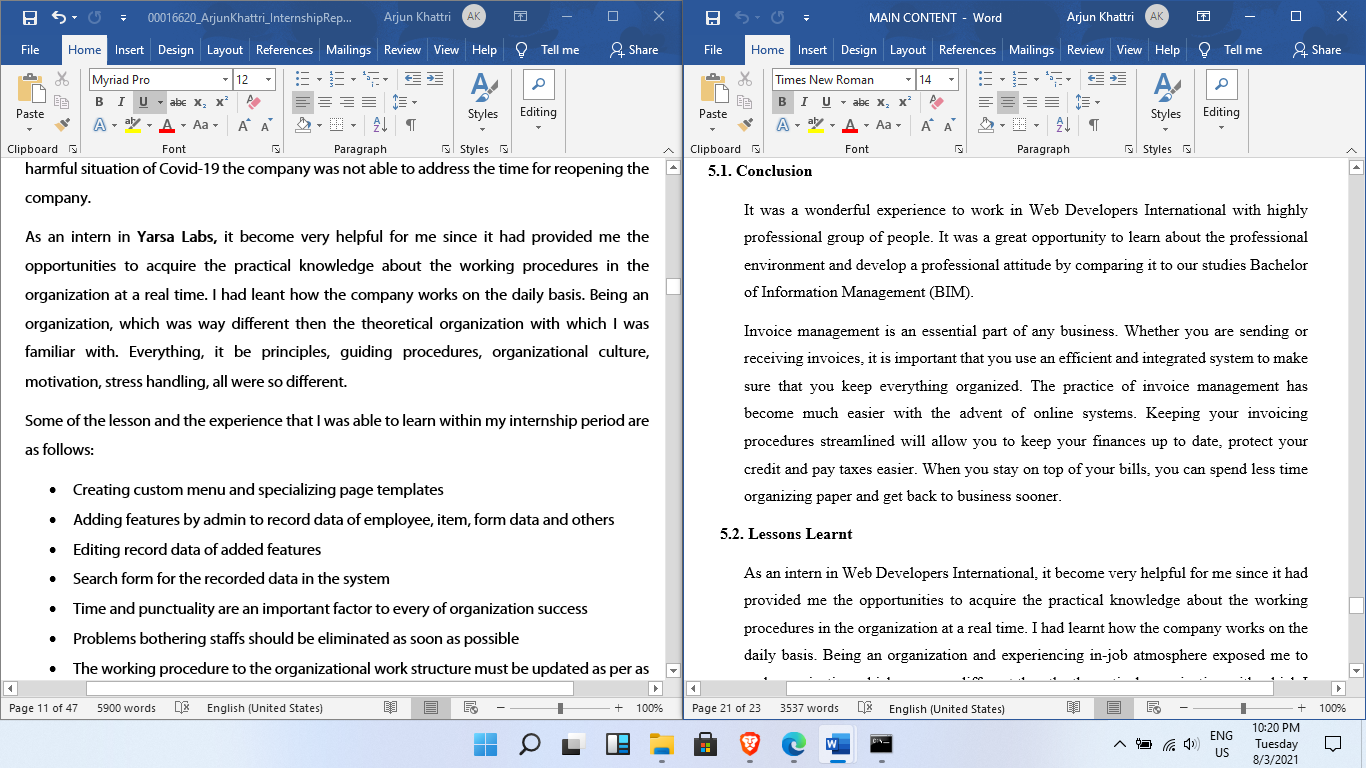 00016620_ArjunKhattri_InternshipRep...
Arjun Khattri
AK
File
Home
Insert
Design
Layout
References
Mailings
Review
View
Help
Tell me
Share
Paste
Clipboard
Myriad Pro
12
B I U abc x₂ x²
A ab A Aa A A
Font
Paragraph
Styles
Styles
Editing
harmful situation of Covid-19 the company was not able to address the time for reopening the
company.
As an intern in Yarsa Labs, it become very helpful for me since it had provided me the
opportunities to acquire the practical knowledge about the working procedures in the
organization at a real time. I had leant how the company works on the daily basis. Being an
organization, which was way different then the theoretical organization with which I was
familiar with. Everything, it be principles, guiding procedures, organizational culture,
motivation, stress handling, all were so different.
Some of the lesson and the experience that I was able to learn within my internship period are
as follows:
• Creating custom menu and specializing page templates
• Adding features by admin to record data of employee, item, form data and others
• Editing record data of added features
• Search form for the recorded data in the system
• Time and punctuality are an important factor to every of organization success
• Problems bothering staffs should be eliminated as soon as possible
• The working procedure to the organizational work structure must be updated as per as
Page 11 of 47
5900 words
English (United States)
100%
MAIN CONTENT - Word
Arjun Khattri
AK
File
Home
Insert
Design
Layout
References
Mailings
Review
View
Help
Tell me
Share
Paste
Clipboard
Times New Roman
14
B I U abc x₂ x²
A ab A Aa A A
Font
Paragraph
Styles
Styles
Editing
5.1. Conclusion
It was a wonderful experience to work in Web Developers International with highly
professional group of people. It was a great opportunity to learn about the professional
environment and develop a professional attitude by comparing it to our studies Bachelor
of Information Management (BIM).
Invoice management is an essential part of any business. Whether you are sending or
receiving invoices, it is important that you use an efficient and integrated system to make
sure that you keep everything organized. The practice of invoice management has
become much easier with the advent of online systems. Keeping your invoicing
procedures streamlined will allow you to keep your finances up to date, protect your
credit and pay taxes easier. When you stay on top of your bills, you can spend less time
organizing paper and get back to business sooner.
5.2. Lessons Learnt
As an intern in Web Developers International, it become very helpful for me since it had
provided me the opportunities to acquire the practical knowledge about the working
procedures in the organization at a real time. I had learnt how the company works on the
daily basis. Being an organization and experiencing in-job atmosphere exposed me to
Page 21 of 23
3537 words
English (United States)
100%
ENG
US
10:20 PM
Tuesday
8/3/2021